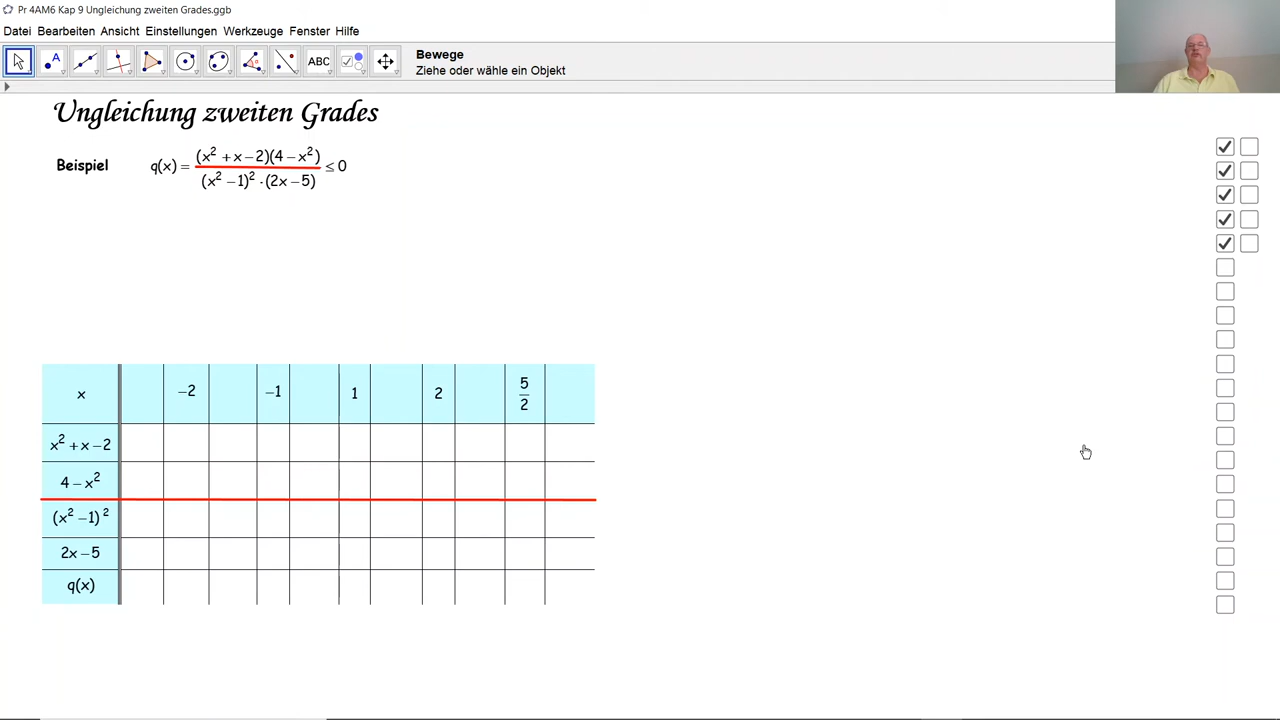 Pr 4AM6 Kap 9 Ungleichung zweiten Grades.ggb
Datei Bearbeiten Ansicht Einstellungen Werkzeuge Fenster Hilfe
A
ABC
Bewege
Ziehe oder wähle ein Objekt
Ungleichung zweiten Grades
Beispiel q(x) = (x² + x − 2)(4 − x²) / (x² − 1)² · (2x − 5) ≤ 0
x −2 −1 1 2 5/2
x² + x − 2
4 − x²
(x² − 1)²
2x − 5
q(x)